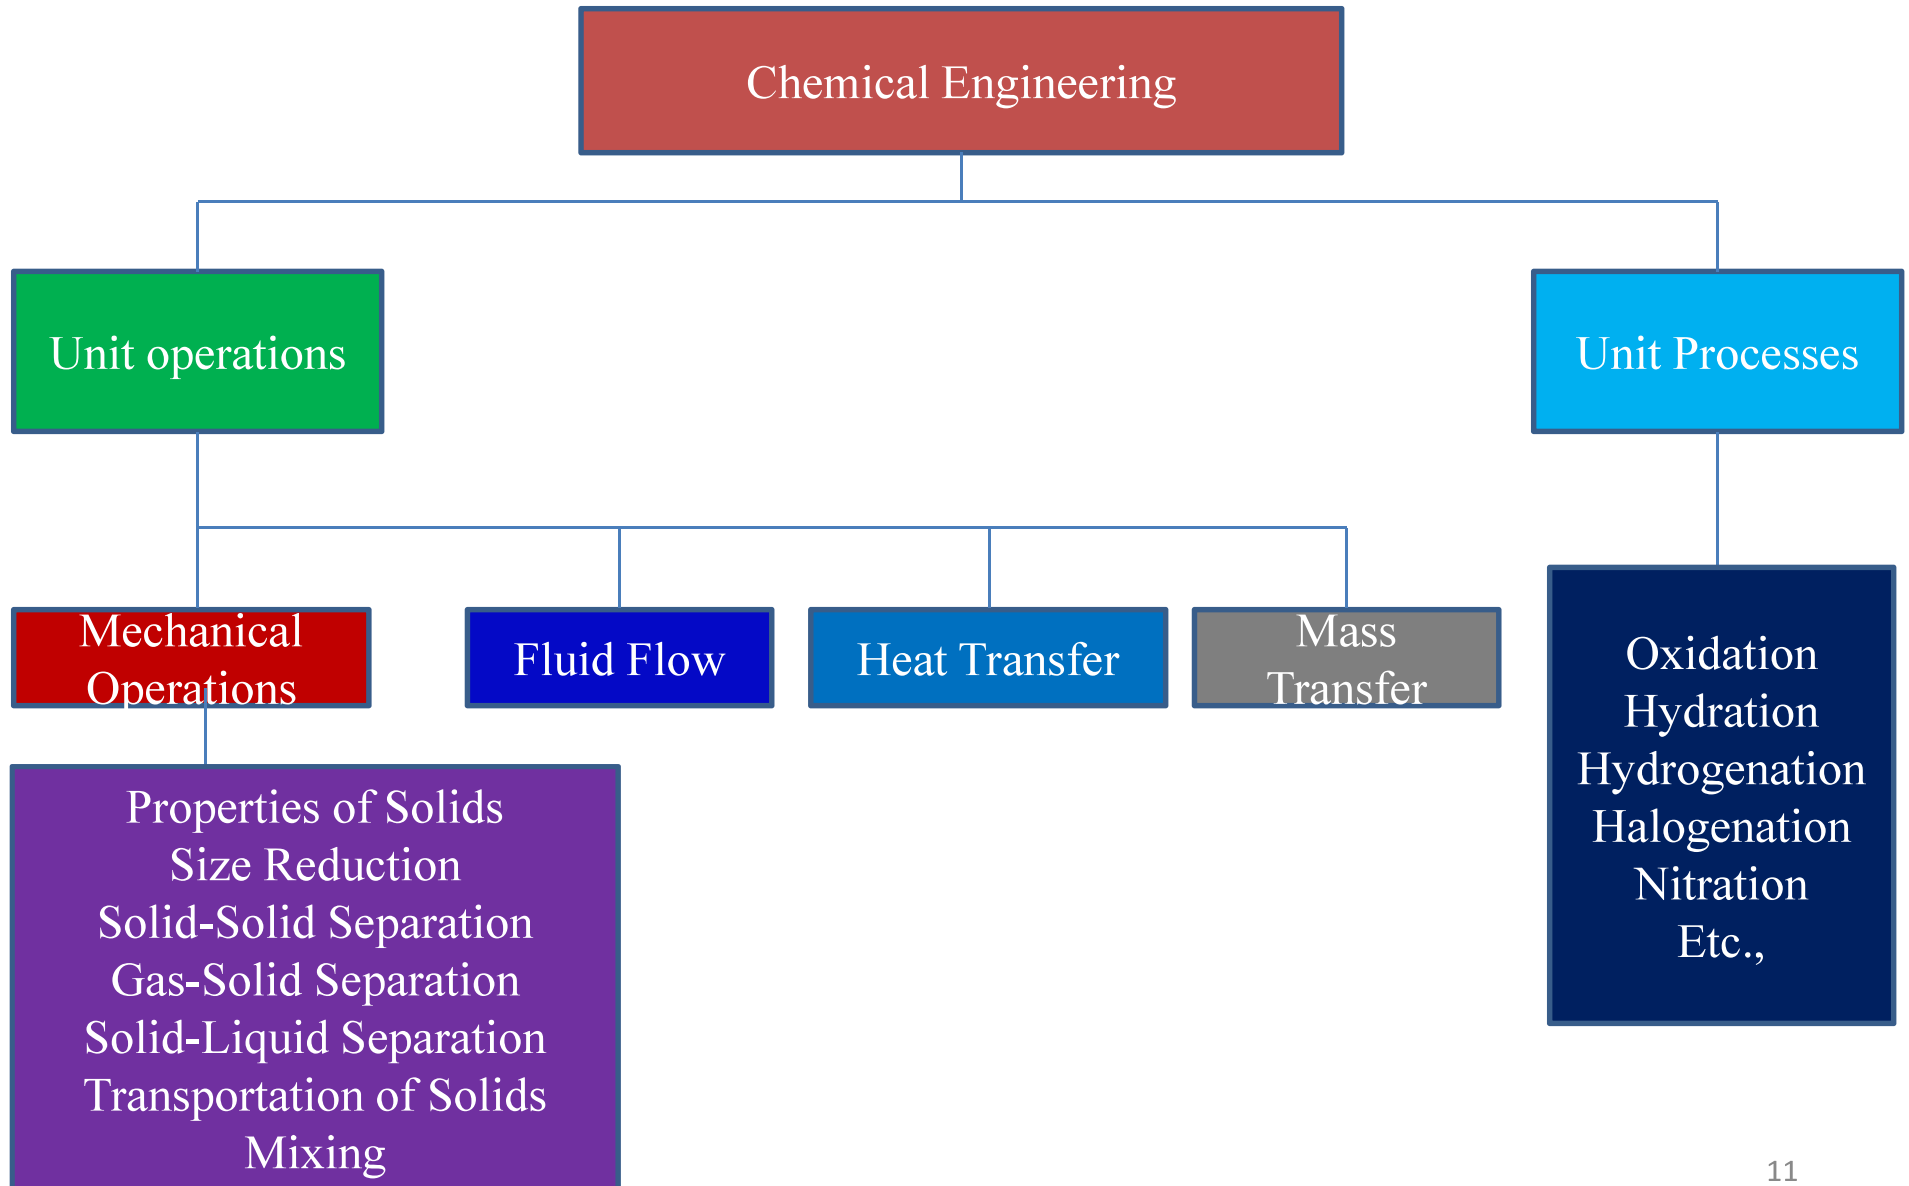 Chemical Engineering
Unit operations
Unit Processes
Mechanical
Operations
Fluid Flow
Heat Transfer
Mass
Transfer
Oxidation
Hydration
Hydrogenation
Halogenation
Nitration
Etc.,
Properties of Solids
Size Reduction
Solid-Solid Separation
Gas-Solid Separation
Solid-Liquid Separation
Transportation of Solids
Mixing
11